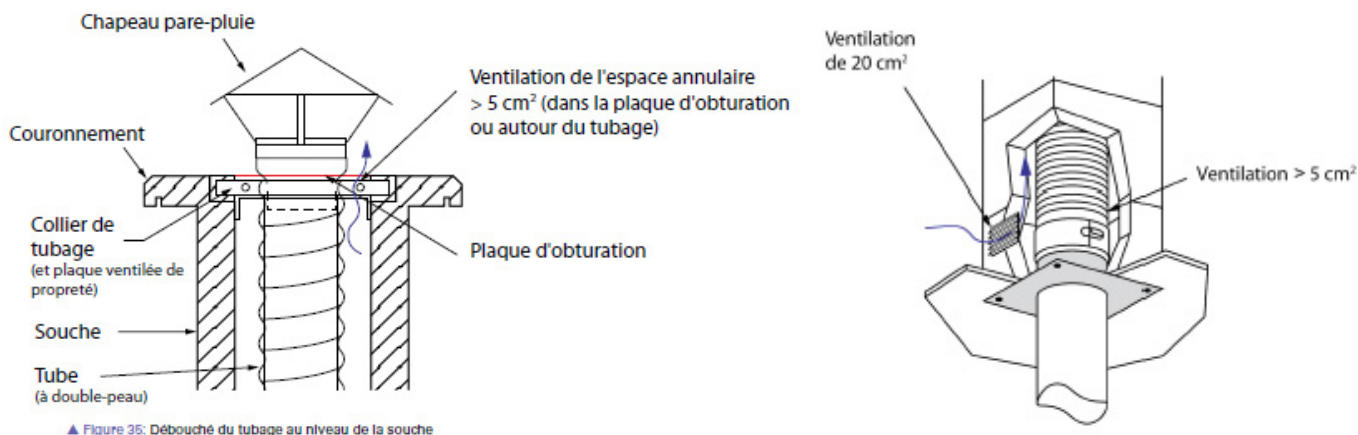 Chapeau pare-pluie
Ventilation de l'espace annulaire
> 5 cm² (dans la plaque d'obturation
ou autour du tubage)
Couronnement
Collier de
tubage
(et plaque ventilée de
propreté)
Plaque d'obturation
Souche
Tube
(à double-peau)
▲ Figure 35: Débouché du tubage au niveau de la souche
Ventilation
de 20 cm²
Ventilation > 5 cm²